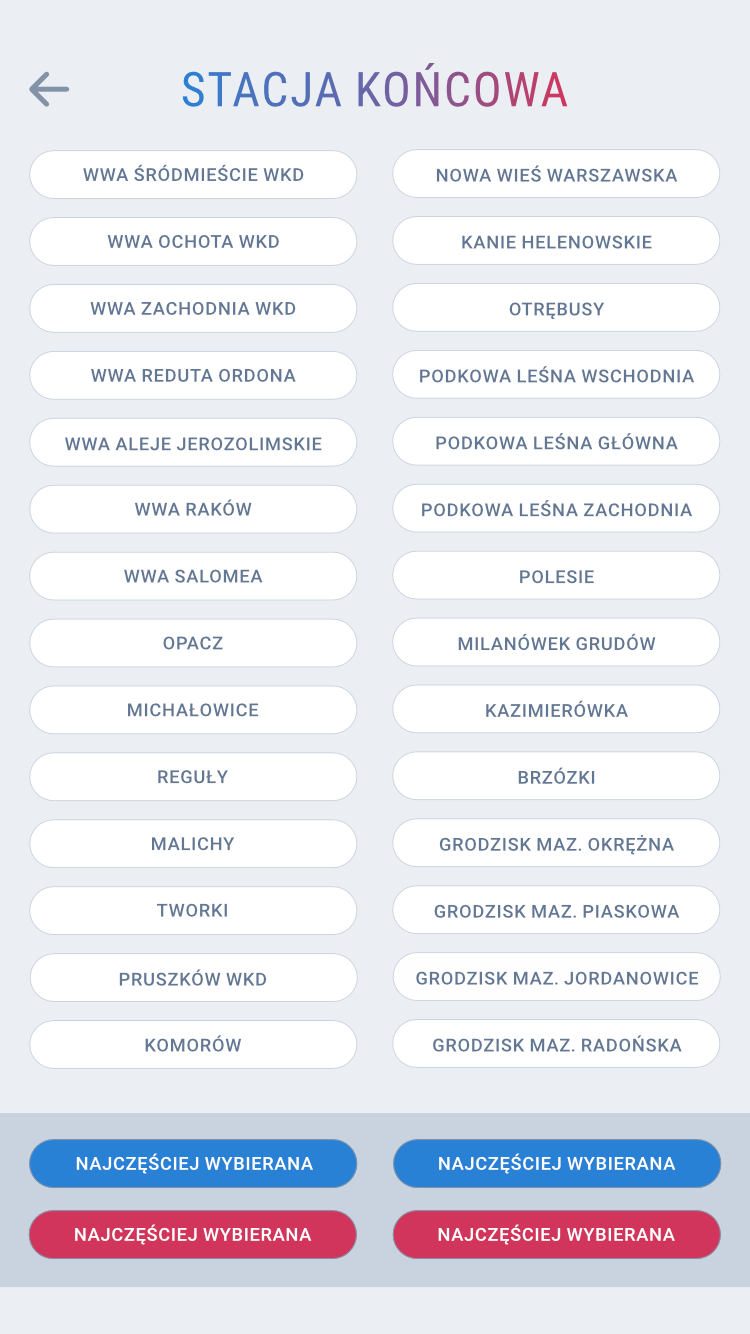 STACJA KOŃCOWA
WWA ŚRÓDMIEŚCIE WKD
WWA OCHOTA WKD
WWA ZACHODNIA WKD
WWA REDUTA ORDONA
WWA ALEJE JEROZOLIMSKIE
WWA RAKÓW
WWA SALOMEA
OPACZ
MICHAŁOWICE
REGUŁY
MALICHY
TWORKI
PRUSZKÓW WKD
KOMORÓW
NOWA WIEŚ WARSZAWSKA
KANIE HELENOWSKIE
OTRĘBUSY
PODKOWA LEŚNA WSCHODNIA
PODKOWA LEŚNA GŁÓWNA
PODKOWA LEŚNA ZACHODNIA
POLESIE
MILANÓWEK GRUDÓW
KAZIMIERÓWKA
BRZÓZKI
GRODZISK MAZ. OKRĘŻNA
GRODZISK MAZ. PIASKOWA
GRODZISK MAZ. JORDANOWICE
GRODZISK MAZ. RADOŃSKA
NAJCZĘŚCIEJ WYBIERANA
NAJCZĘŚCIEJ WYBIERANA
NAJCZĘŚCIEJ WYBIERANA
NAJCZĘŚCIEJ WYBIERANA